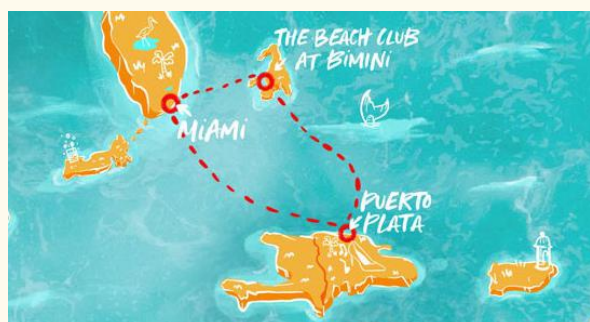 THE BEACH CLUB
AT BIMINI
MIAMI
PUERTO
PLATA